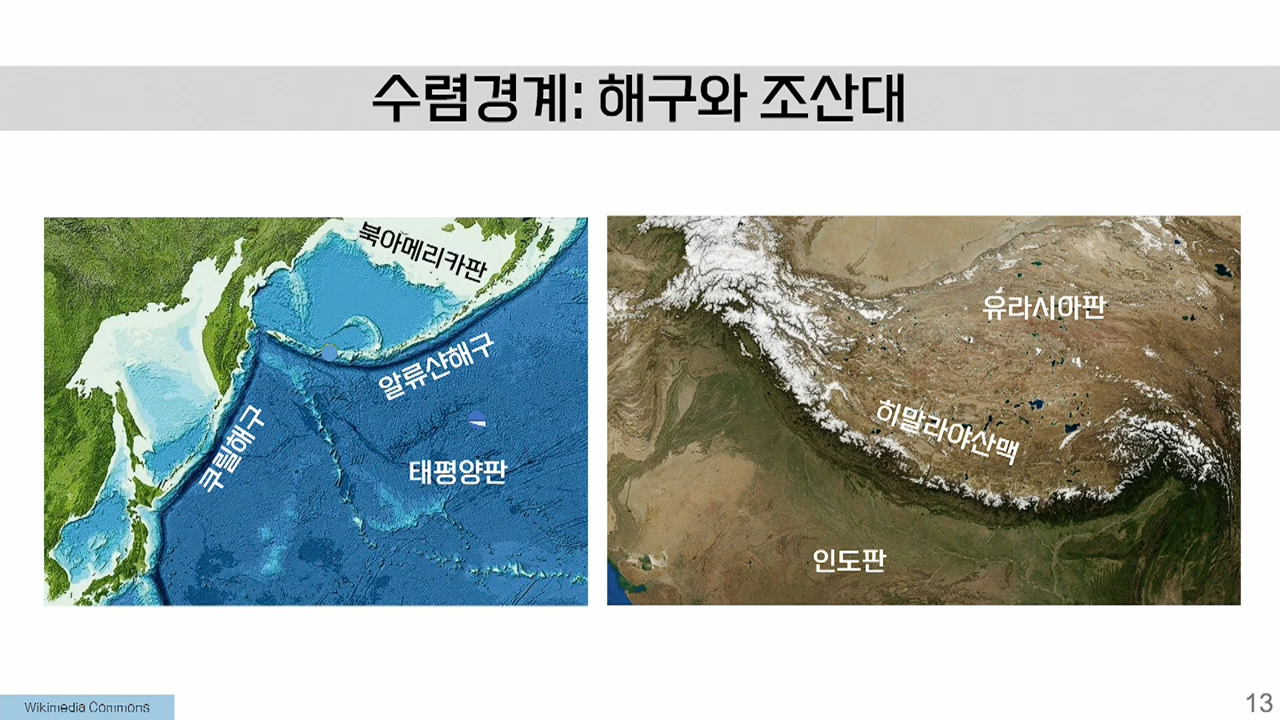 수렴경계: 해구와 조산대
북아메리카판
알류샨해구
쿠릴해구
태평양판
유라시아판
히말라야산맥
인도판
Wikimedia Commons
13